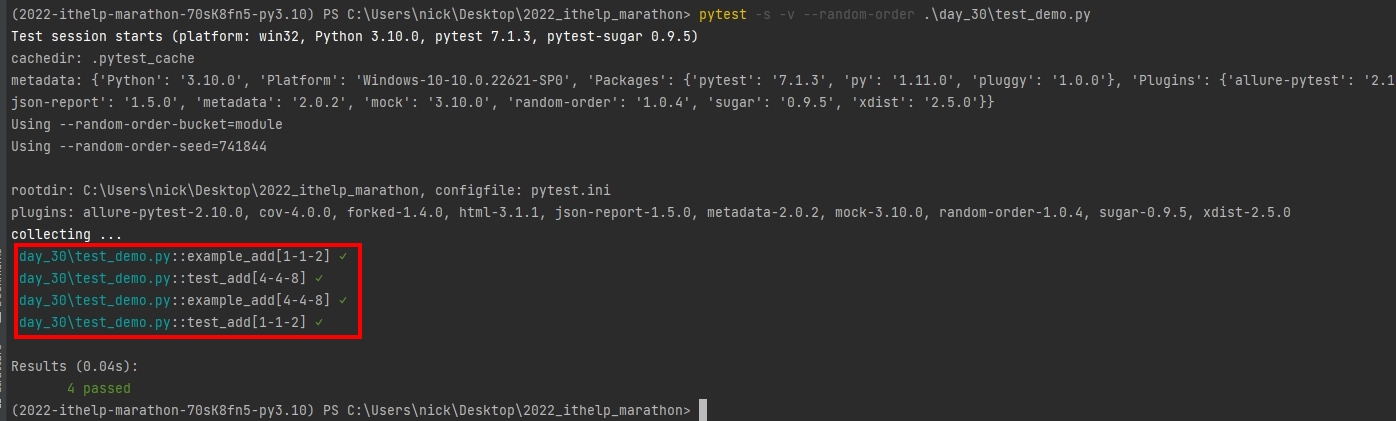 (2022-ithelp-marathon-70sK8fn5-py3.10) PS C:\Users\nick\Desktop\2022_ithelp_marathon> pytest -s -v --random-order .\day_30\test_demo.py
Test session starts (platform: win32, Python 3.10.0, pytest 7.1.3, pytest-sugar 0.9.5)
cachedir: .pytest_cache
metadata: {'Python': '3.10.0', 'Platform': 'Windows-10-10.0.22621-SP0', 'Packages': {'pytest': '7.1.3', 'py': '1.11.0', 'pluggy': '1.0.0'}, 'Plugins': {'allure-pytest': '2.1
json-report': '1.5.0', 'metadata': '2.0.2', 'mock': '3.10.0', 'random-order': '1.0.4', 'sugar': '0.9.5', 'xdist': '2.5.0'}}
Using --random-order-bucket=module
Using --random-order-seed=741844
rootdir: C:\Users\nick\Desktop\2022_ithelp_marathon, configfile: pytest.ini
plugins: allure-pytest-2.10.0, cov-4.0.0, forked-1.4.0, html-3.1.1, json-report-1.5.0, metadata-2.0.2, mock-3.10.0, random-order-1.0.4, sugar-0.9.5, xdist-2.5.0
collecting ...
day_30\test_demo.py::example_add[1-1-2] ✓
day_30\test_demo.py::test_add[4-4-8] ✓
day_30\test_demo.py::example_add[4-4-8] ✓
day_30\test_demo.py::test_add[1-1-2] ✓
Results (0.04s):
4 passed
(2022-ithelp-marathon-70sK8fn5-py3.10) PS C:\Users\nick\Desktop\2022_ithelp_marathon>